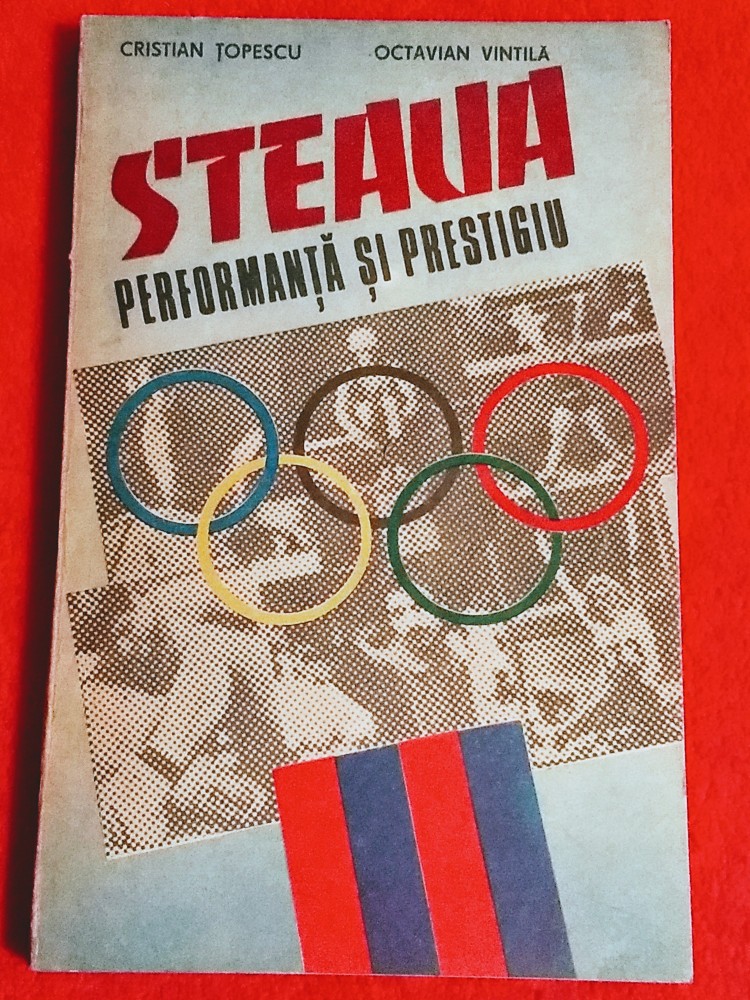 CRISTIAN ȚOPESCU OCTAVIAN VINTILĂ
STEAUA
PERFORMANȚĂ ȘI PRESTIGIU